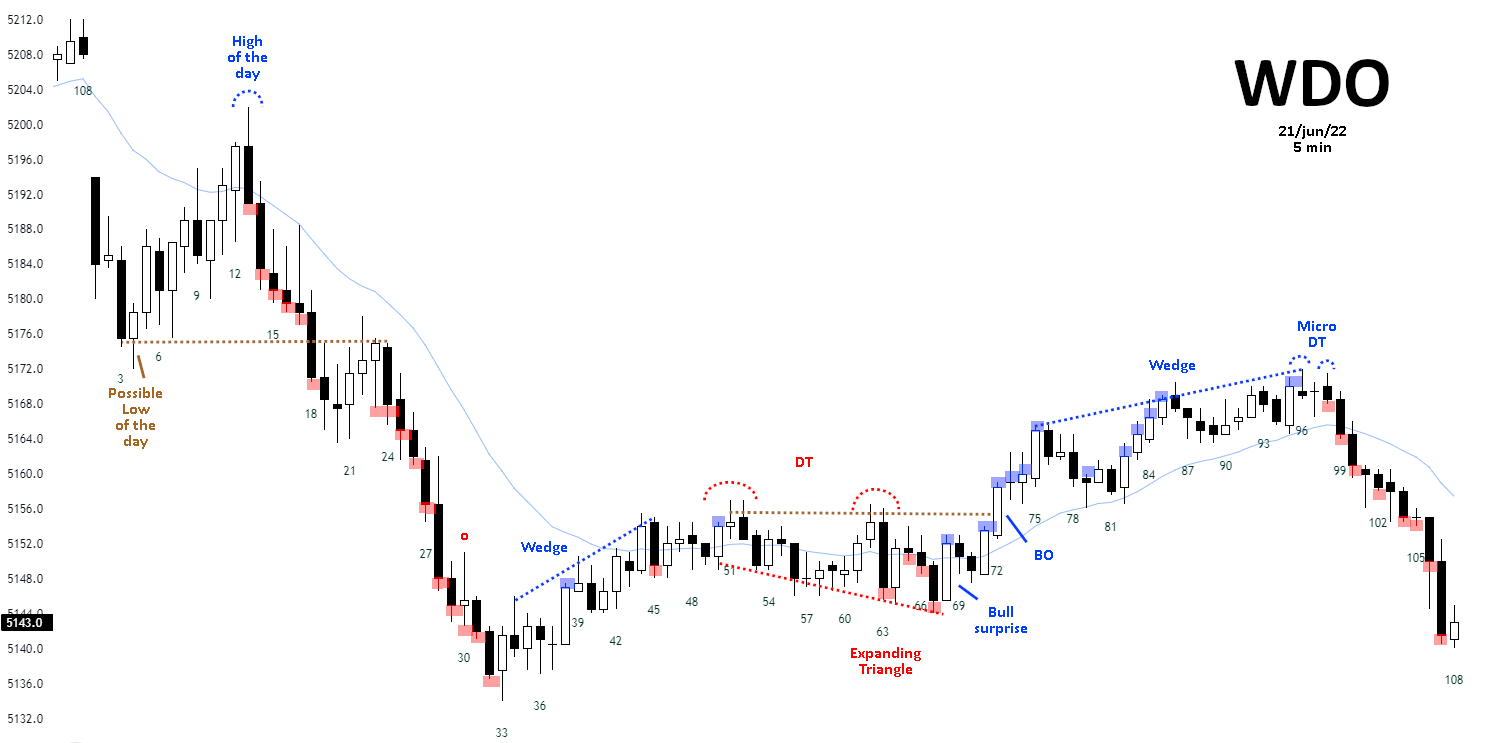 5212.0
5208.0
5204.0
5200.0
5196.0
5192.0
5188.0
5184.0
5180.0
5176.0
5172.0
5168.0
5164.0
5160.0
5156.0
5152.0
5148.0
5144.0
5143.0
5140.0
5136.0
5132.0
WDO
21/jun/22
5 min
High
of the
day
108
3
6
9
12
15
18
21
24
27
30
33
36
39
42
45
48
51
54
57
60
63
66
69
72
75
78
81
84
87
90
93
96
99
102
105
108
Possible
Low
of the
day
o
Wedge
DT
Expanding
Triangle
Bull
surprise
BO
Wedge
Micro
DT